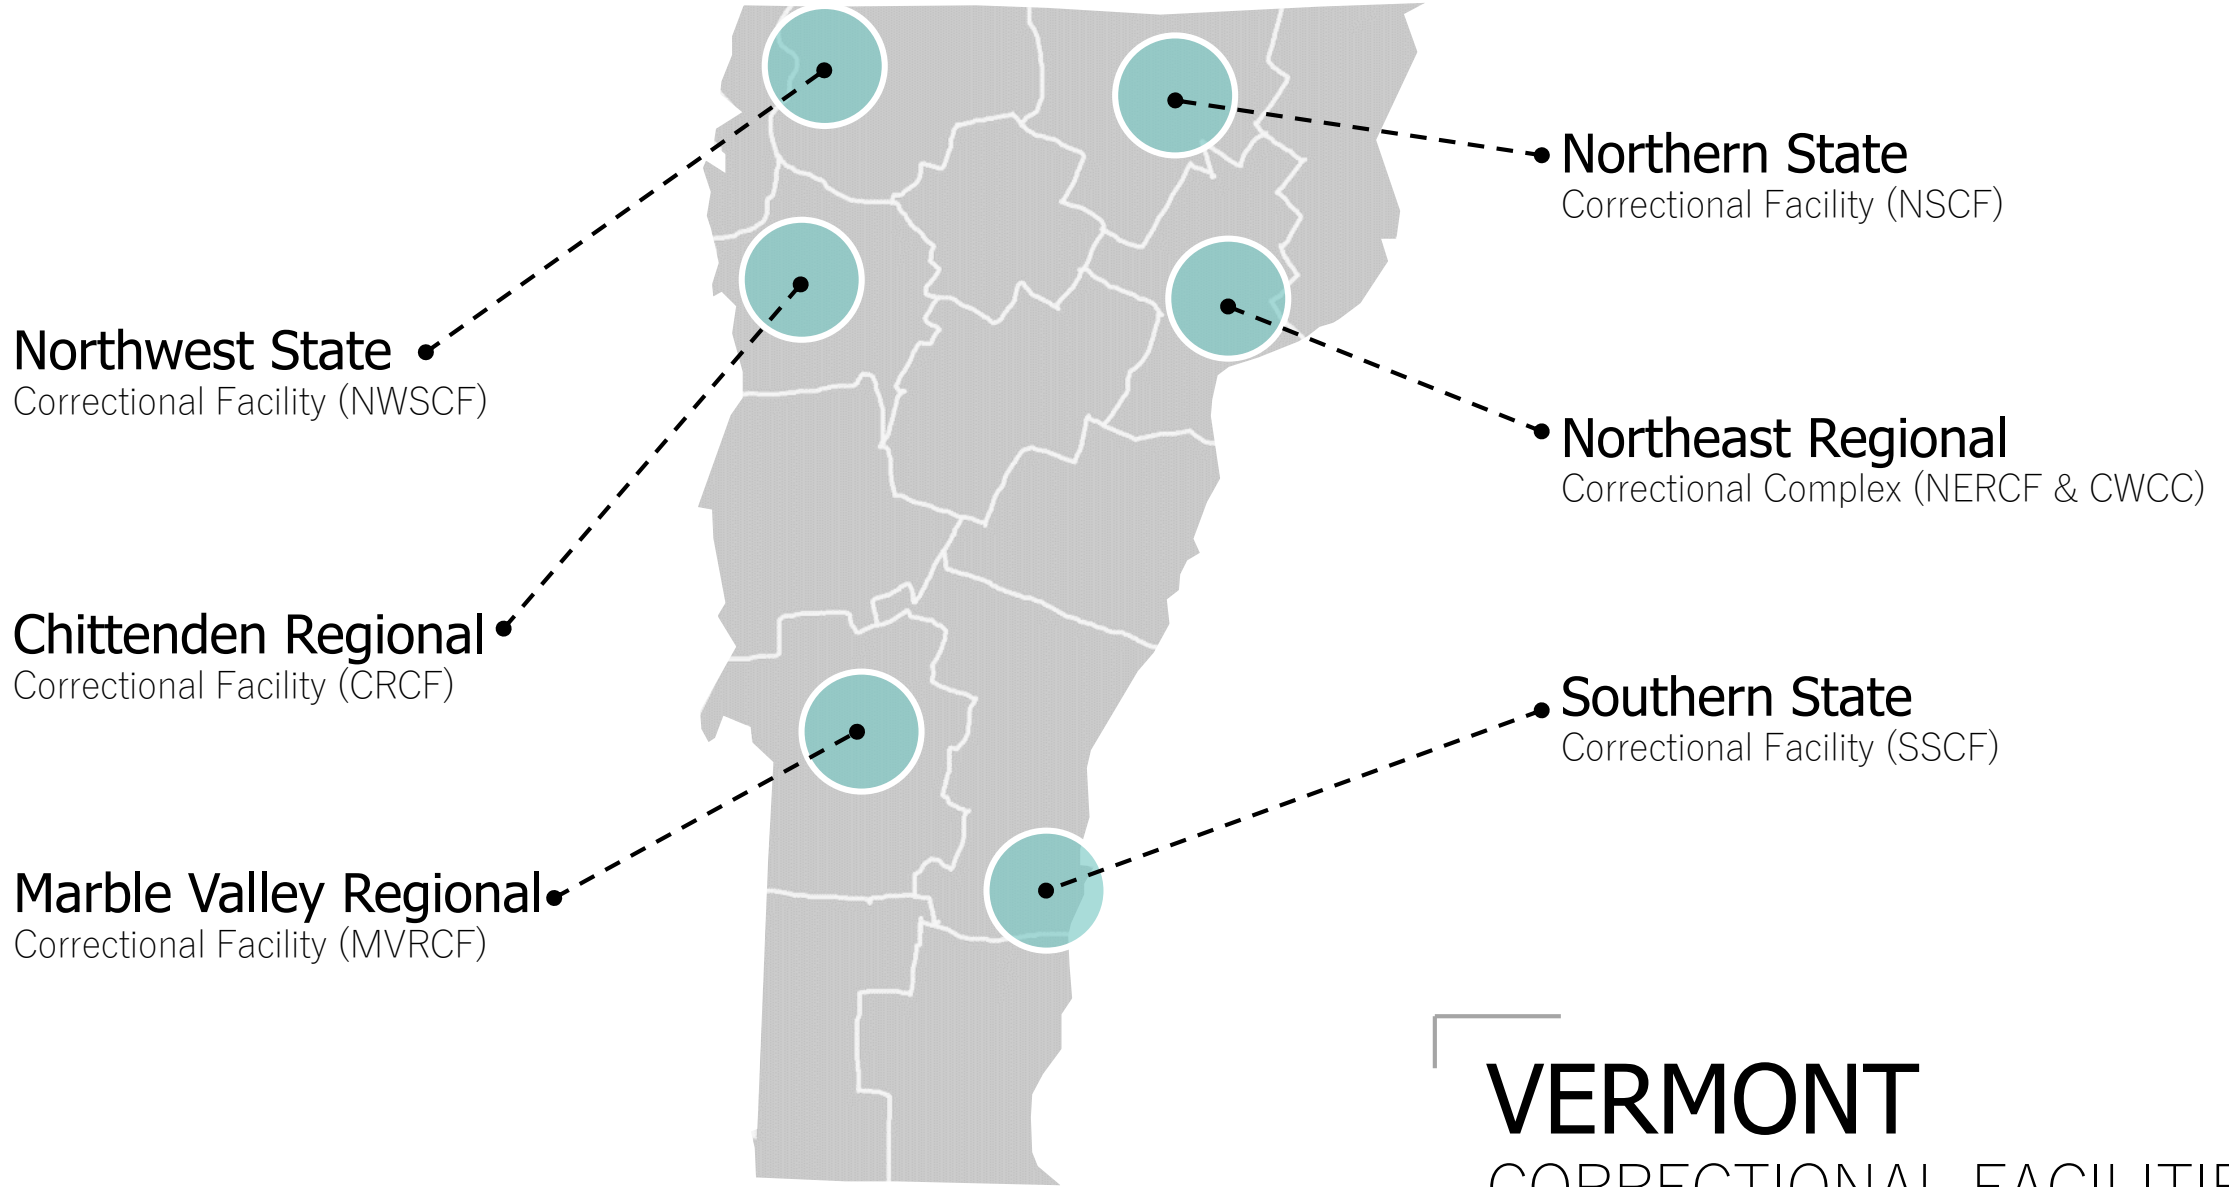 Northwest State
Correctional Facility (NWSCF)
Chittenden Regional
Correctional Facility (CRCF)
Marble Valley Regional
Correctional Facility (MVRCF)
Northern State
Correctional Facility (NSCF)
Northeast Regional
Correctional Complex (NERCF & CWCC)
Southern State
Correctional Facility (SSCF)
VERMONT
CORRECTIONAL